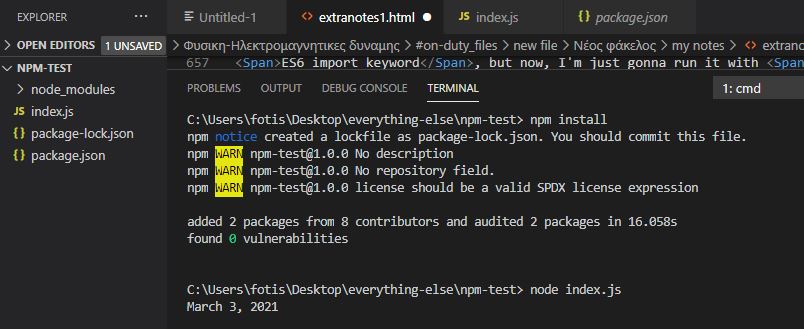 EXPLORER
Untitled-1
extranotes1.html
JS index.js
{} package.json
OPEN EDITORS 1 UNSAVED
Φυσικη-Ηλεκτρομαγνητικες δυναμης > #on-duty_files > new file > Νέος φάκελος > my notes > extrano
657 <Span>ES6 import keyword</Span>, but now, I'm just gonna run it with <Span
NPM-TEST
node_modules
JS index.js
{} package-lock.json
{} package.json
PROBLEMS OUTPUT DEBUG CONSOLE TERMINAL 1: cmd
C:\Users\fotis\Desktop\everything-else\npm-test> npm install
npm notice created a lockfile as package-lock.json. You should commit this file.
npm WARN npm-test@1.0.0 No description
npm WARN npm-test@1.0.0 No repository field.
npm WARN npm-test@1.0.0 license should be a valid SPDX license expression
added 2 packages from 8 contributors and audited 2 packages in 16.058s
found 0 vulnerabilities
C:\Users\fotis\Desktop\everything-else\npm-test> node index.js
March 3, 2021